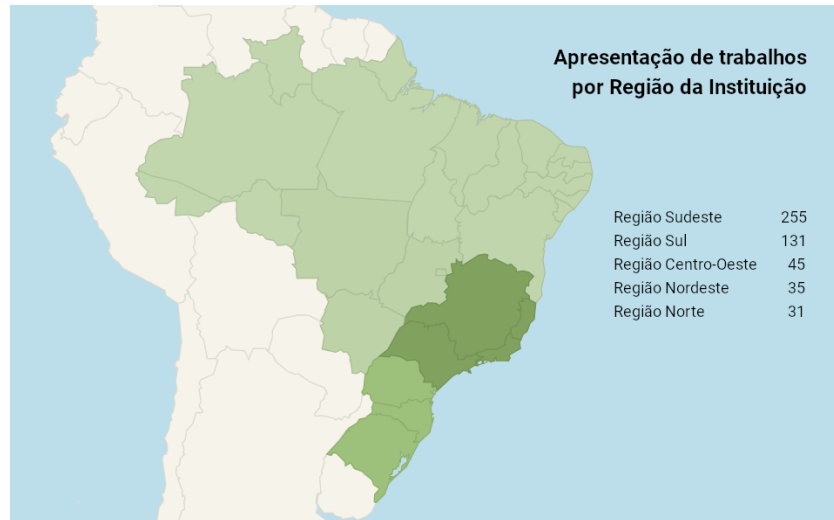 Apresentação de trabalhos
por Região da Instituição
Região Sudeste 255
Região Sul 131
Região Centro-Oeste 45
Região Nordeste 35
Região Norte 31